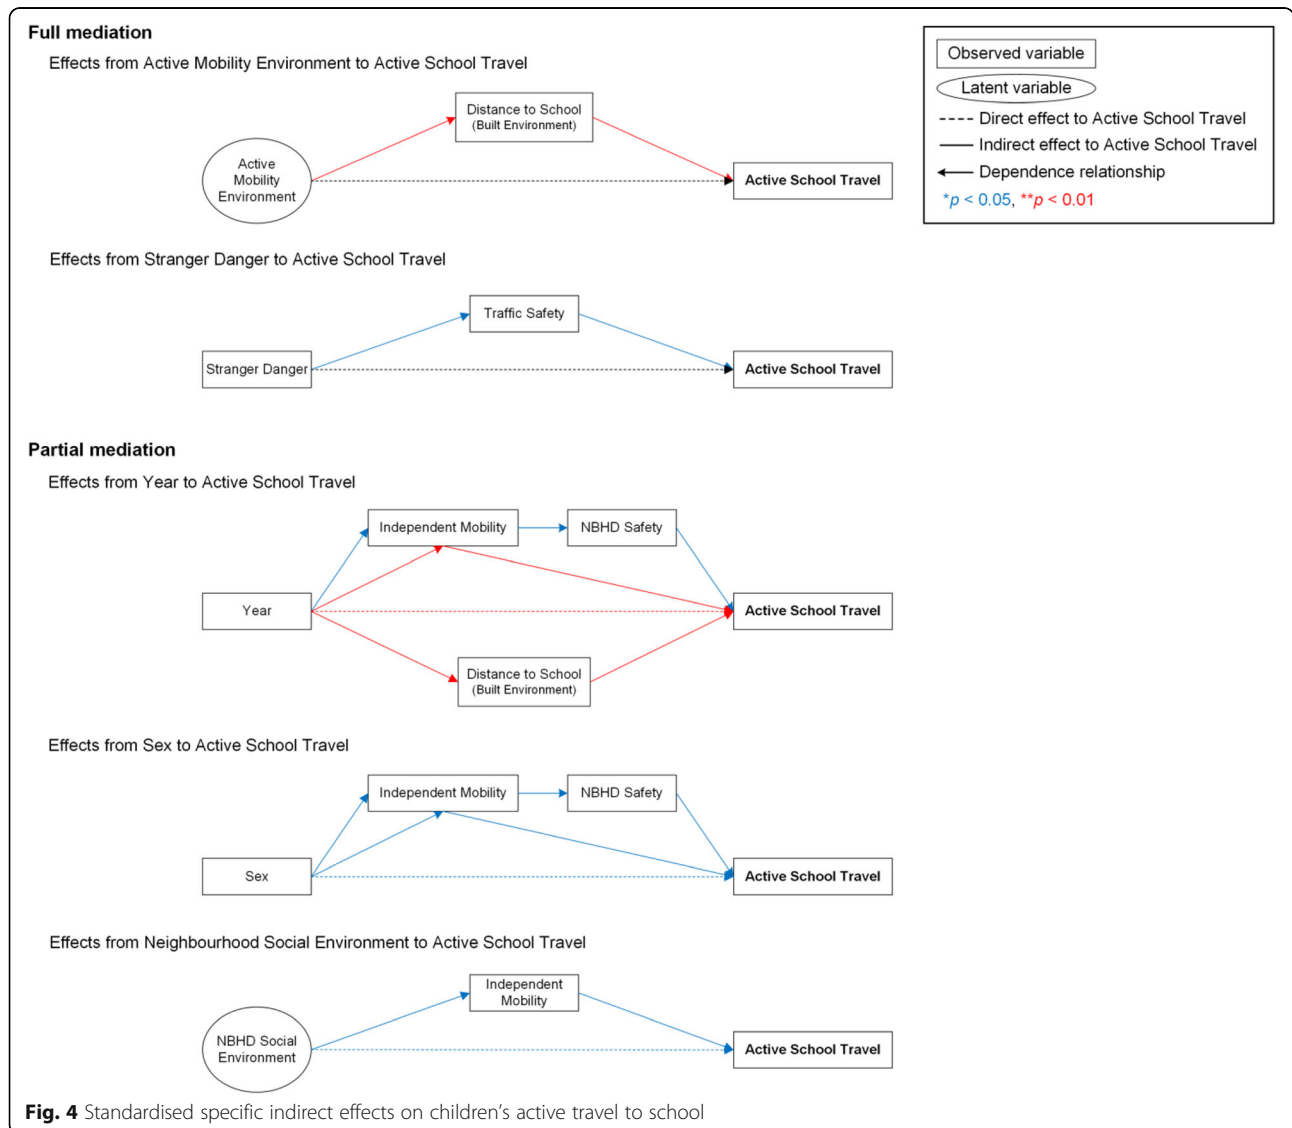 Full mediation
Effects from Active Mobility Environment to Active School Travel
Distance to School
(Built Environment)
Active
Mobility
Environment
Active School Travel
Observed variable
Latent variable
Direct effect to Active School Travel
Indirect effect to Active School Travel
Dependence relationship
*p < 0.05, **p < 0.01
Effects from Stranger Danger to Active School Travel
Traffic Safety
Stranger Danger
Active School Travel
Partial mediation
Effects from Year to Active School Travel
Independent Mobility
NBHD Safety
Year
Active School Travel
Distance to School
(Built Environment)
Effects from Sex to Active School Travel
Independent Mobility
NBHD Safety
Sex
Active School Travel
Effects from Neighbourhood Social Environment to Active School Travel
Independent
Mobility
NBHD Social
Environment
Active School Travel
Fig. 4 Standardised specific indirect effects on children's active travel to school